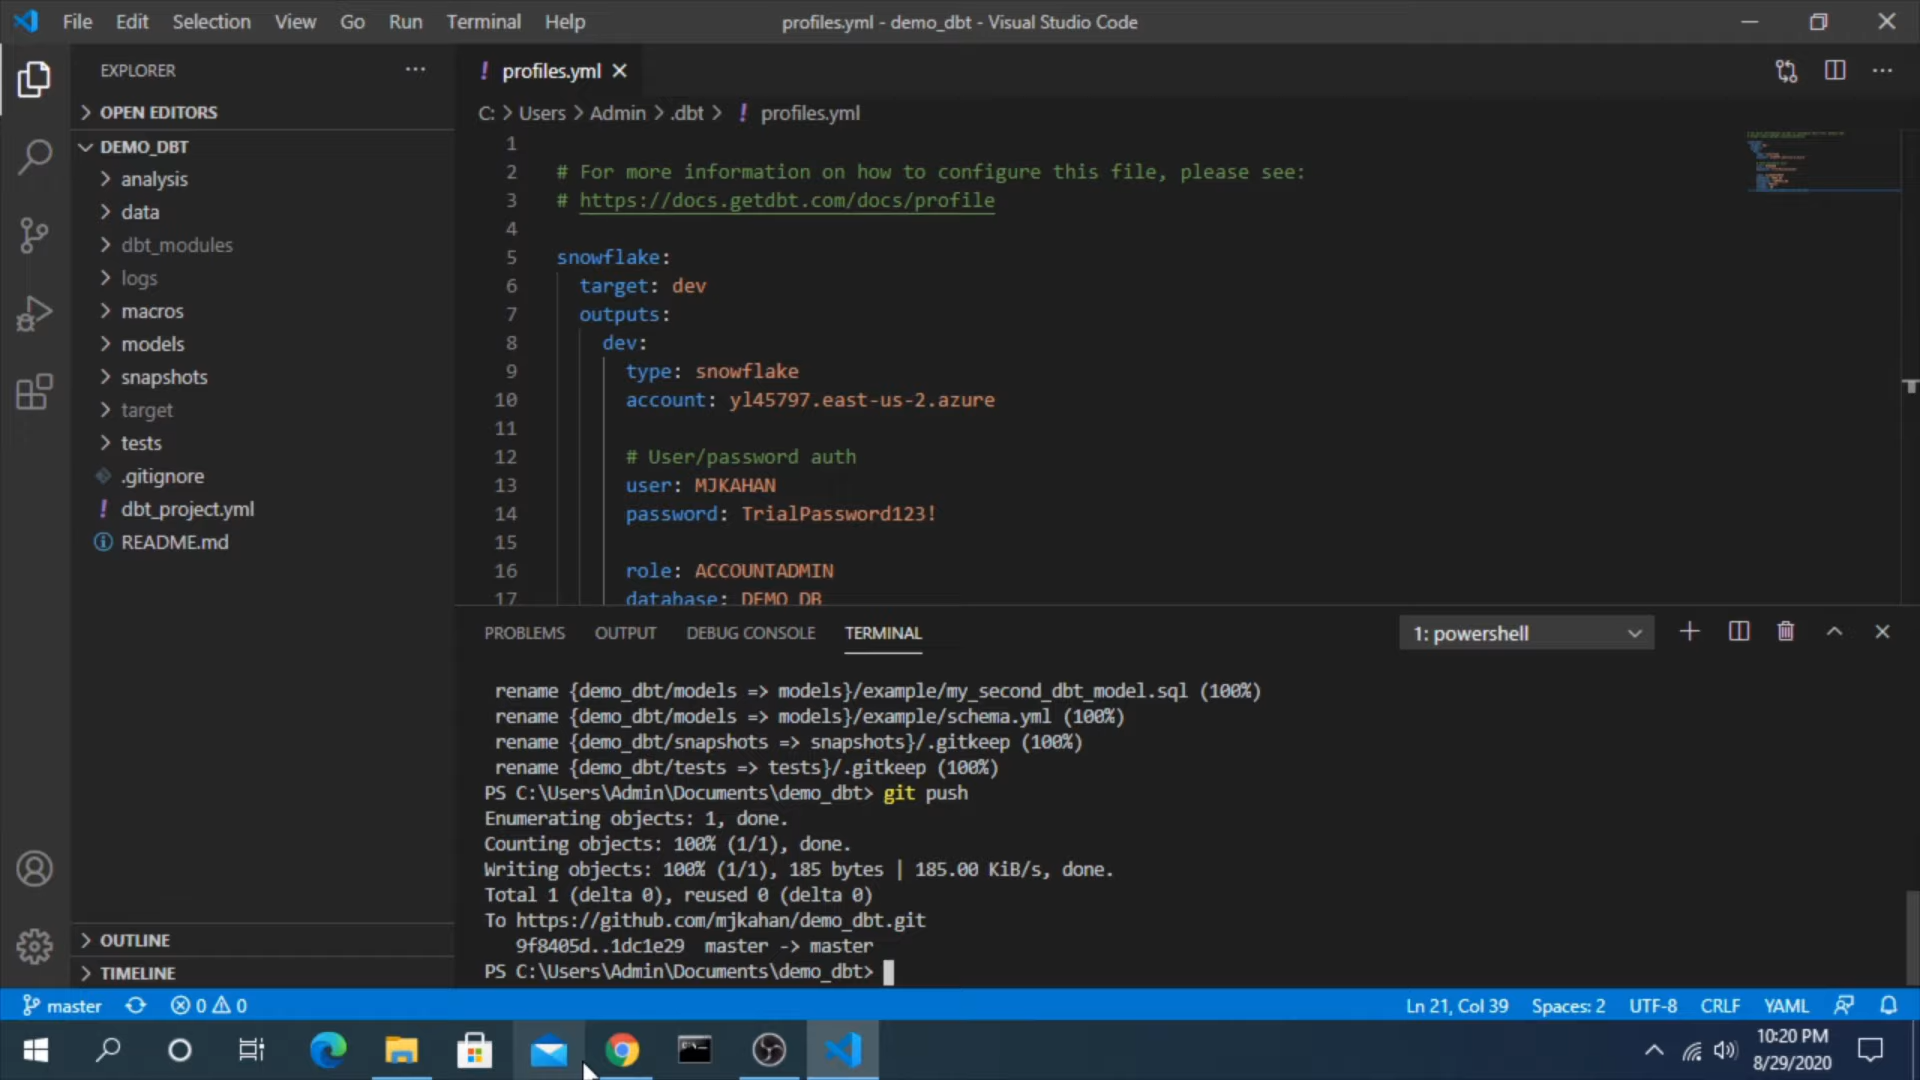 File Edit Selection View Go Run Terminal Help
profiles.yml - demo_dbt - Visual Studio Code
EXPLORER
OPEN EDITORS
DEMO_DBT
analysis
data
dbt_modules
logs
macros
models
snapshots
target
tests
.gitignore
dbt_project.yml
README.md
OUTLINE
TIMELINE
! profiles.yml
C: > Users > Admin > .dbt > ! profiles.yml
1
2 # For more information on how to configure this file, please see:
3 # https://docs.getdbt.com/docs/profile
4
5 snowflake:
6 target: dev
7 outputs:
8 dev:
9 type: snowflake
10 account: yl45797.east-us-2.azure
11
12 # User/password auth
13 user: MJKAHAN
14 password: TrialPassword123!
15
16 role: ACCOUNTADMIN
17 database: DEMO_DB
PROBLEMS OUTPUT DEBUG CONSOLE TERMINAL
1: powershell
rename {demo_dbt/models => models}/example/my_second_dbt_model.sql (100%)
rename {demo_dbt/models => models}/example/schema.yml (100%)
rename {demo_dbt/snapshots => snapshots}/.gitkeep (100%)
rename {demo_dbt/tests => tests}/.gitkeep (100%)
PS C:\Users\Admin\Documents\demo_dbt> git push
Enumerating objects: 1, done.
Counting objects: 100% (1/1), done.
Writing objects: 100% (1/1), 185 bytes | 185.00 KiB/s, done.
Total 1 (delta 0), reused 0 (delta 0)
To https://github.com/mjkahan/demo_dbt.git
9f8405d..1dc1e29 master -> master
PS C:\Users\Admin\Documents\demo_dbt>
master 0 0
Ln 21, Col 39 Spaces: 2 UTF-8 CRLF YAML
10:20 PM
8/29/2020